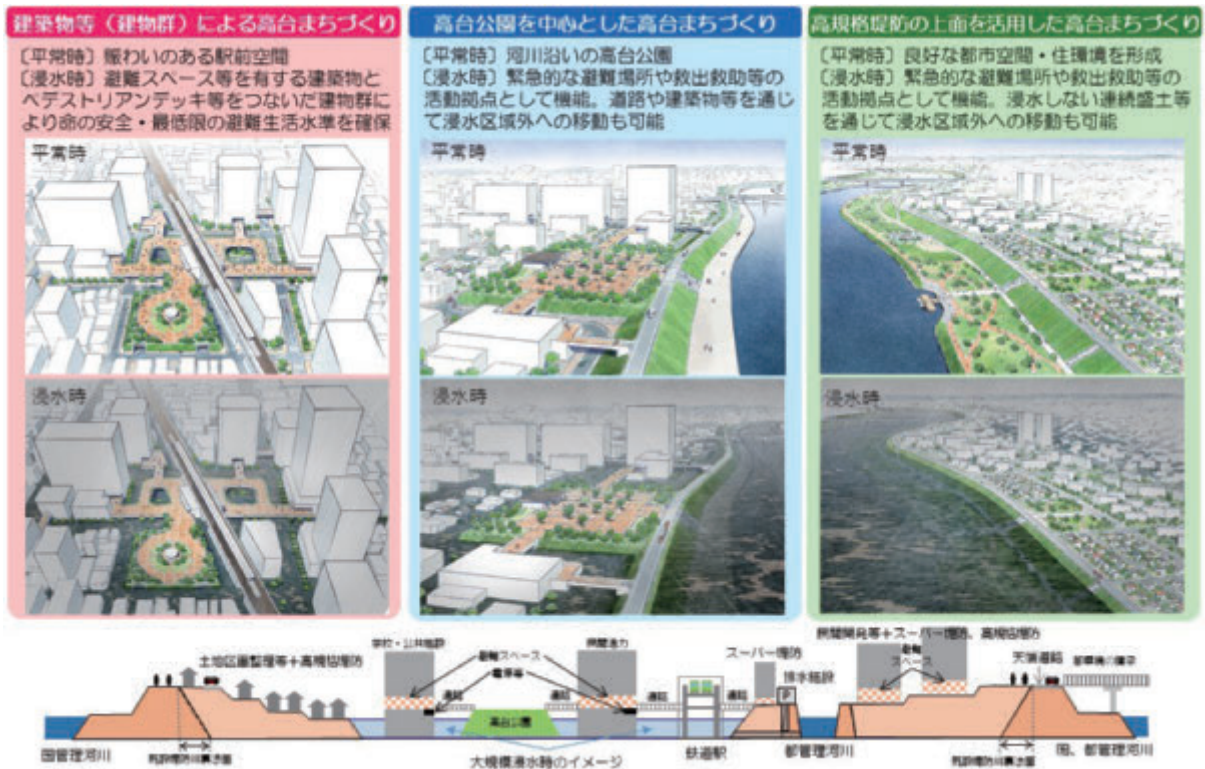 建築物等（建物群）による高台まちづくり
〔平常時〕賑わいのある駅前空間
〔浸水時〕避難スペース等を有する建築物と
ペデストリアンデッキ等をつないだ建物群に
より命の安全・最低限の避難生活水準を確保
平常時
浸水時
高台公園を中心とした高台まちづくり
〔平常時〕河川沿いの高台公園
〔浸水時〕緊急的な避難場所や救出救助等の
活動拠点として機能。道路や建築物等を通じ
て浸水区域外への移動も可能
平常時
浸水時
高規格堤防の上面を活用した高台まちづくり
〔平常時〕良好な都市空間・住環境を形成
〔浸水時〕緊急的な避難場所や救出救助等の
活動拠点として機能。浸水しない連続盛土等
を通じて浸水区域外への移動も可能
平常時
浸水時
土地区画整理等＋高規格堤防
学校・公共施設
避難スペース
民間活力
通路
通路
高台公園
通路
通路
鉄道駅
スーパー堤防
排水施設
P
民間開発等＋スーパー堤防、高規格堤防
避難
スペース
天端道路
国管理河川
大規模浸水時のイメージ
都管理河川
国、都管理河川